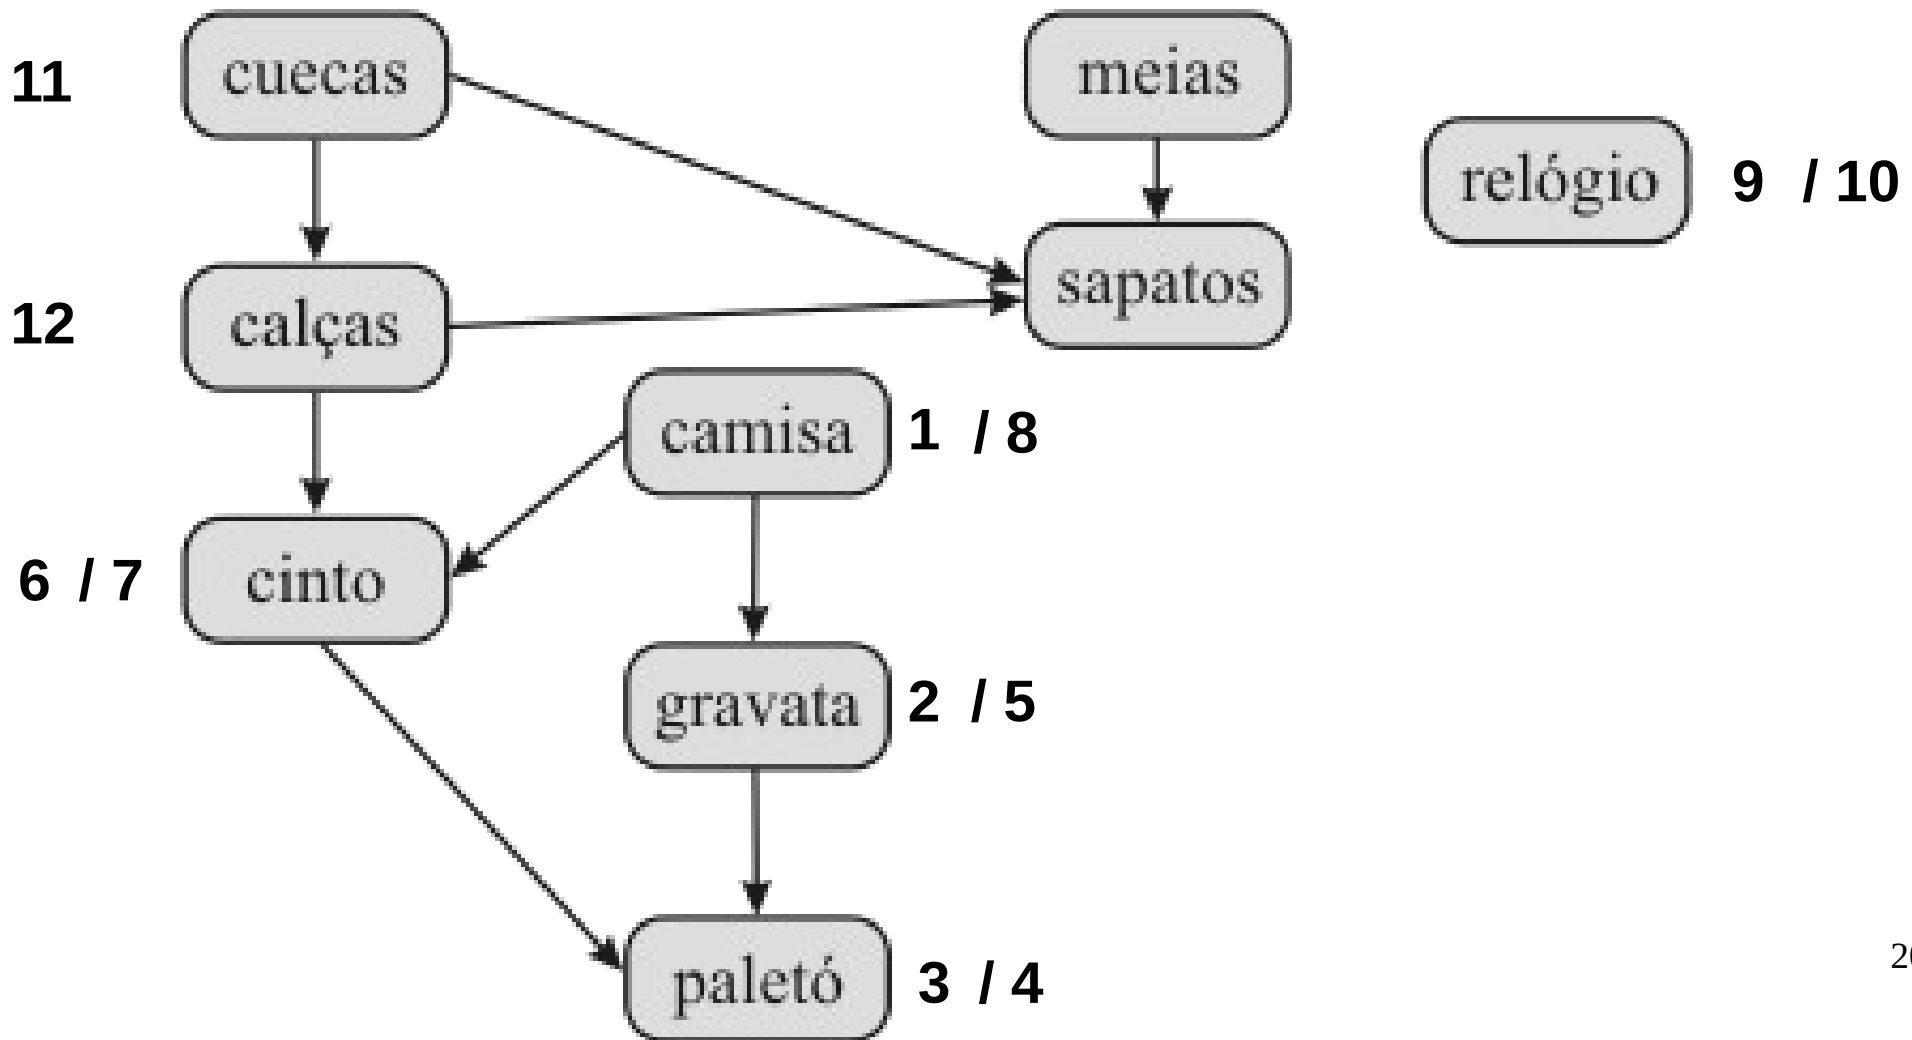 11
cuecas
meias
relógio
9 / 10
12
calças
sapatos
camisa
1 / 8
6 / 7
cinto
gravata
2 / 5
paletó
3 / 4